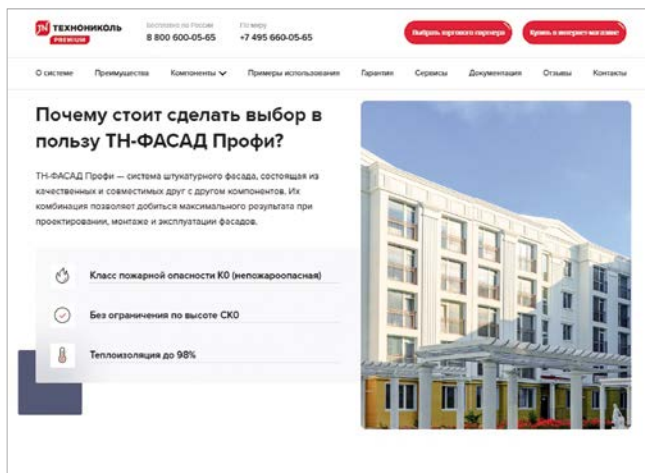 ТЕХНОНИКОЛЬ
PREMIUM
Бесплатно по России
8 800 600-05-65
По миру
+7 495 660-05-65
Выбрать торгового партнера
Купить в интернет-магазине
О системе Преимущества Компоненты Примеры использования Гарантия Сервисы Документация Отзывы Контакты
Почему стоит сделать выбор в
пользу ТН-ФАСАД Профи?
ТН-ФАСАД Профи — система штукатурного фасада, состоящая из
качественных и совместимых друг с другом компонентов. Их
комбинация позволяет добиться максимального результата при
проектировании, монтаже и эксплуатации фасадов.
Класс пожарной опасности К0 (непожароопасная)
Без ограничения по высоте СК0
Теплоизоляция до 98%